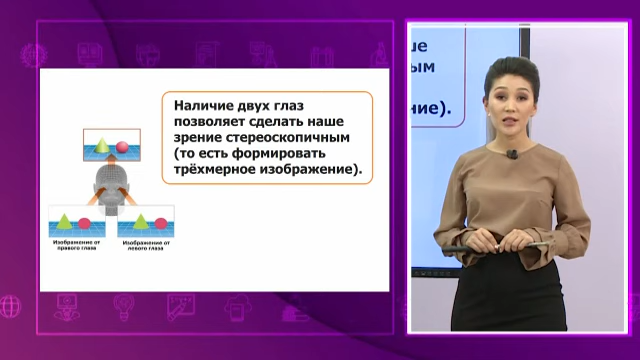 Наличие двух глаз
позволяет сделать наше
зрение стереоскопичным
(то есть формировать
трёхмерное изображение).
Изображение от
правого глаза
Изображение от
левого глаза
ше
ым
ние).